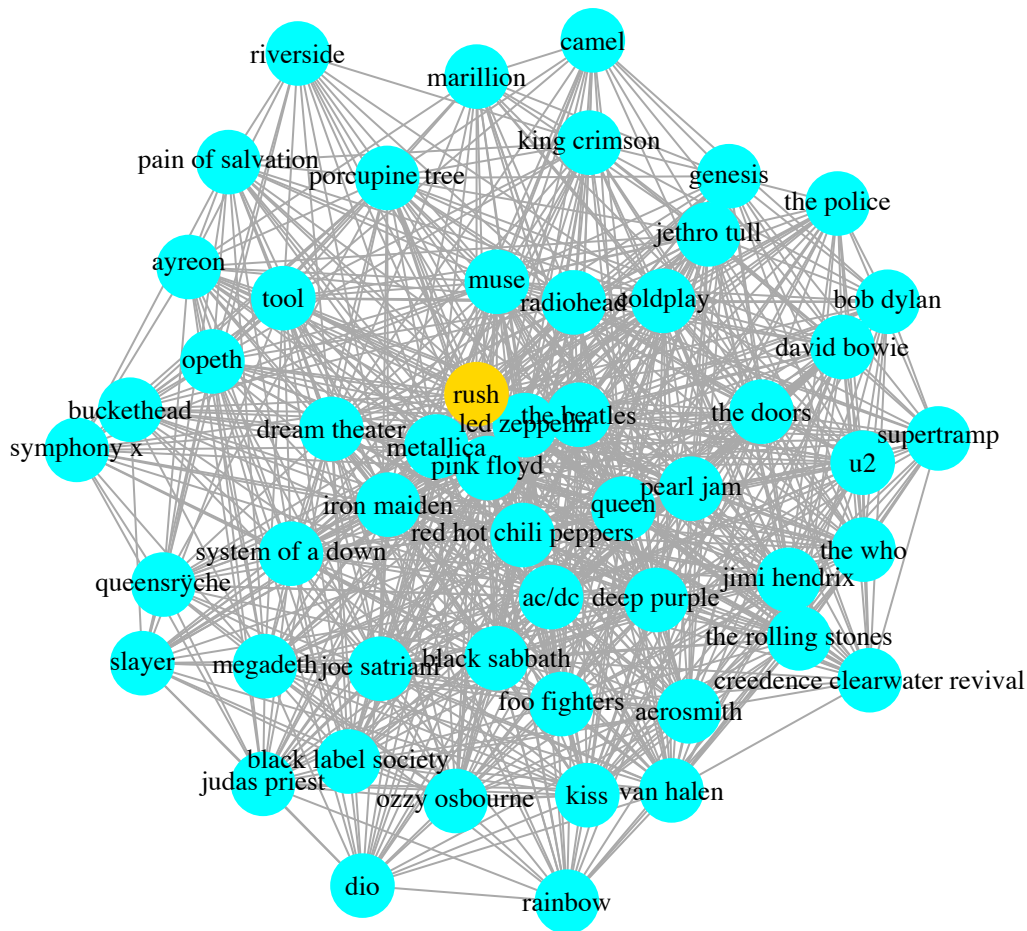 camel
riverside
marillion
king crimson
pain of salvation
porcupine tree
genesis
the police
jethro tull
ayreon
muse
tool
radiohead
coldplay
bob dylan
david bowie
opeth
rush
buckethead
the doors
led zeppelin
the beatles
dream theater
supertramp
symphony x
metallica
pink floyd
u2
pearl jam
iron maiden
queen
red hot chili peppers
system of a down
the who
queensrÿche
jimi hendrix
ac/dc
deep purple
the rolling stones
slayer
megadeth
joe satriani
black sabbath
creedence clearwater revival
foo fighters
aerosmith
black label society
judas priest
ozzy osbourne
kiss
van halen
dio
rainbow